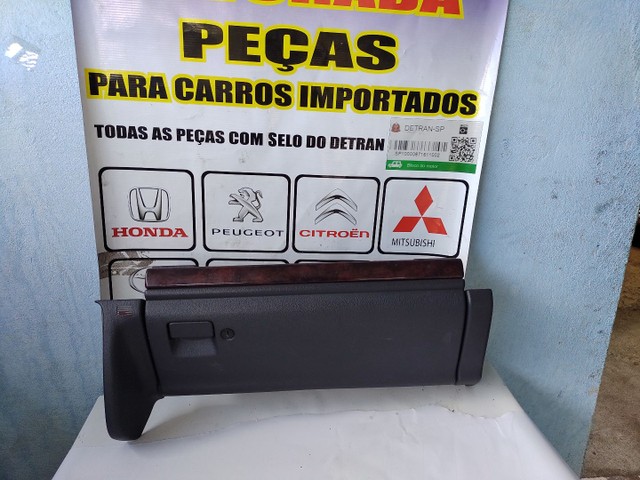 PEÇAS
PARA CARROS IMPORTADOS
TODAS AS PEÇAS COM SELO DO DETRAN
DETRAN-SP
HONDA
PEUGEOT
CITROËN
MITSUBISHI